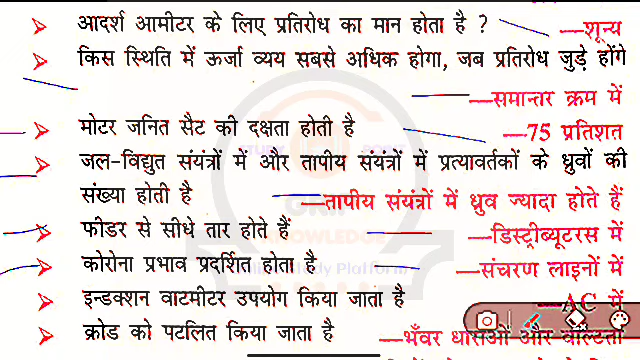 आदर्श आमीटर के लिए प्रतिरोध का मान होता है ? —शून्य
किस स्थिति में ऊर्जा व्यय सबसे अधिक होगा, जब प्रतिरोध जुड़े होंगे
—समान्तर क्रम में
मोटर जनित सैट की दक्षता होती है —75 प्रतिशत
जल-विद्युत संयंत्रों में और तापीय संयंत्रों में प्रत्यावर्तकों के ध्रुवों की
संख्या होती है —तापीय संयंत्रों में ध्रुव ज्यादा होते हैं
फीडर से सीधे तार होते हैं —डिस्ट्रीब्यूटरस में
कोरोना प्रभाव प्रदर्शित होता है —संचरण लाइनों में
इन्डक्शन वाटमीटर उपयोग किया जाता है —AC में
क्रोड को पटलित किया जाता है —भँवर धाराओं और